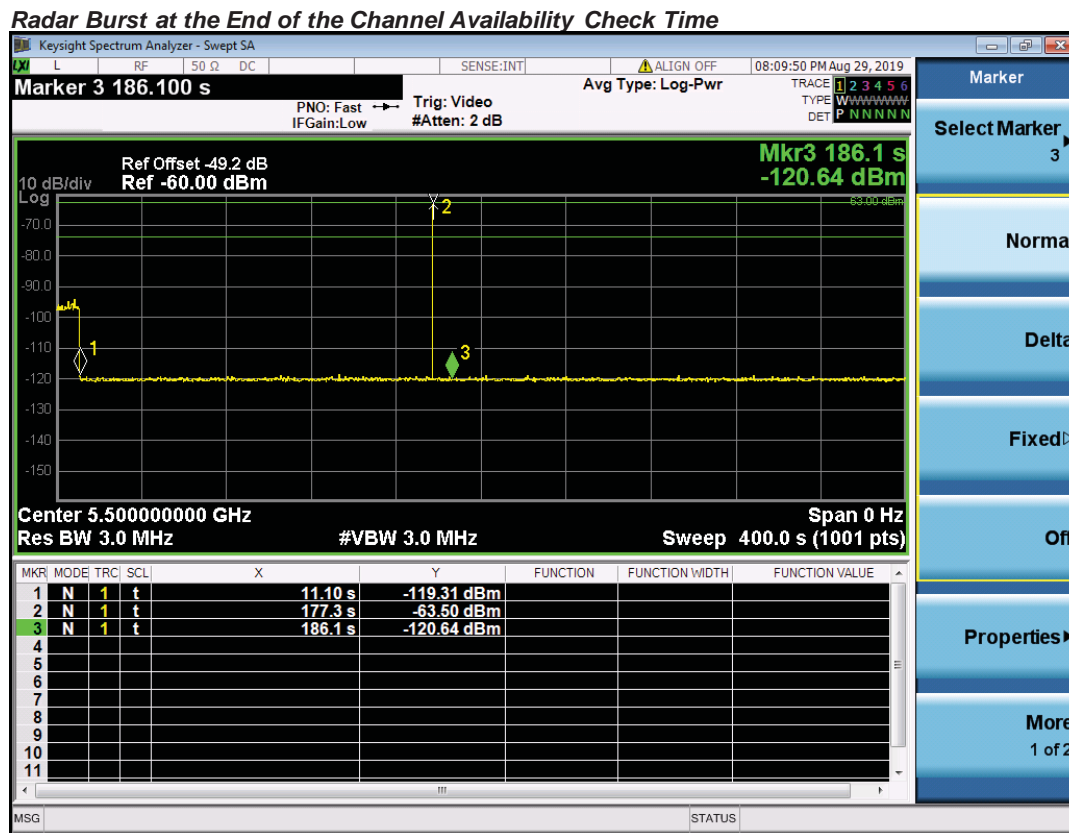 Radar Burst at the End of the Channel Availability Check Time
Keysight Spectrum Analyzer - Swept SA
LXI L RF 50 Ω DC SENSE:INT ALIGN OFF 08:09:50 PM Aug 29, 2019
Marker 3 186.100 s
PNO: Fast
IFGain:Low
Trig: Video
#Atten: 2 dB
Avg Type: Log-Pwr
TRACE 1 2 3 4 5 6
TYPE WWWWWW
DET P N N N N N
Ref Offset -49.2 dB
10 dB/div Ref -60.00 dBm
Log
Mkr3 186.1 s
-120.64 dBm
63.00 dBm
-70.0
-80.0
-90.0
-100
-110
-120
-130
-140
-150
1
2
3
Center 5.500000000 GHz Span 0 Hz
Res BW 3.0 MHz #VBW 3.0 MHz Sweep 400.0 s (1001 pts)
MKR MODE TRC SCL X Y FUNCTION FUNCTION WIDTH FUNCTION VALUE
1 N 1 t 11.10 s -119.31 dBm
2 N 1 t 177.3 s -63.50 dBm
3 N 1 t 186.1 s -120.64 dBm
4
5
6
7
8
9
10
11
MSG STATUS
Marker
Select Marker
3
Norma
Delta
Fixed
Off
Properties
More
1 of 2